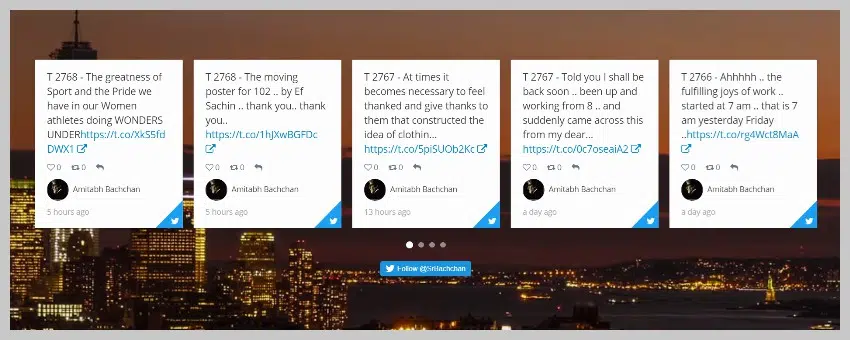 T 2768 - The greatness of
Sport and the Pride we
have in our Women
athletes doing WONDERS
UNDERhttps://t.co/XkS5fd
DWX1
0 0
Amitabh Bachchan
5 hours ago
T 2768 - The moving
poster for 102 .. by Ef
Sachin .. thank you.. thank
you..
https://t.co/1hJXwBGFDc
0 0
Amitabh Bachchan
5 hours ago
T 2767 - At times it
becomes necessary to feel
thanked and give thanks to
them that constructed the
idea of clothin...
https://t.co/5piSUOb2Kc
0 0
Amitabh Bachchan
13 hours ago
T 2767 - Told you I shall be
back soon .. been up and
working from 8 .. and
suddenly came across this
from my dear...
https://t.co/0c7oseaiA2
0 0
Amitabh Bachchan
a day ago
T 2766 - Ahhhhh .. the
fulfilling joys of work ..
started at 7 am .. that is 7
am yesterday Friday
..https://t.co/rg4Wct8MaA
0 0
Amitabh Bachchan
a day ago
Follow @SrBachchan